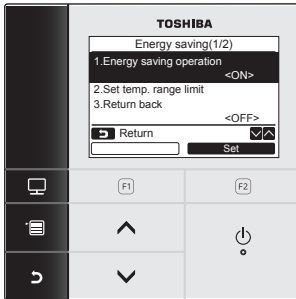 TOSHIBA
Energy saving(1/2)
1.Energy saving operation
<ON>
2.Set temp. range
limit
3.Return back
<OFF>
Return
Set
F1
F2